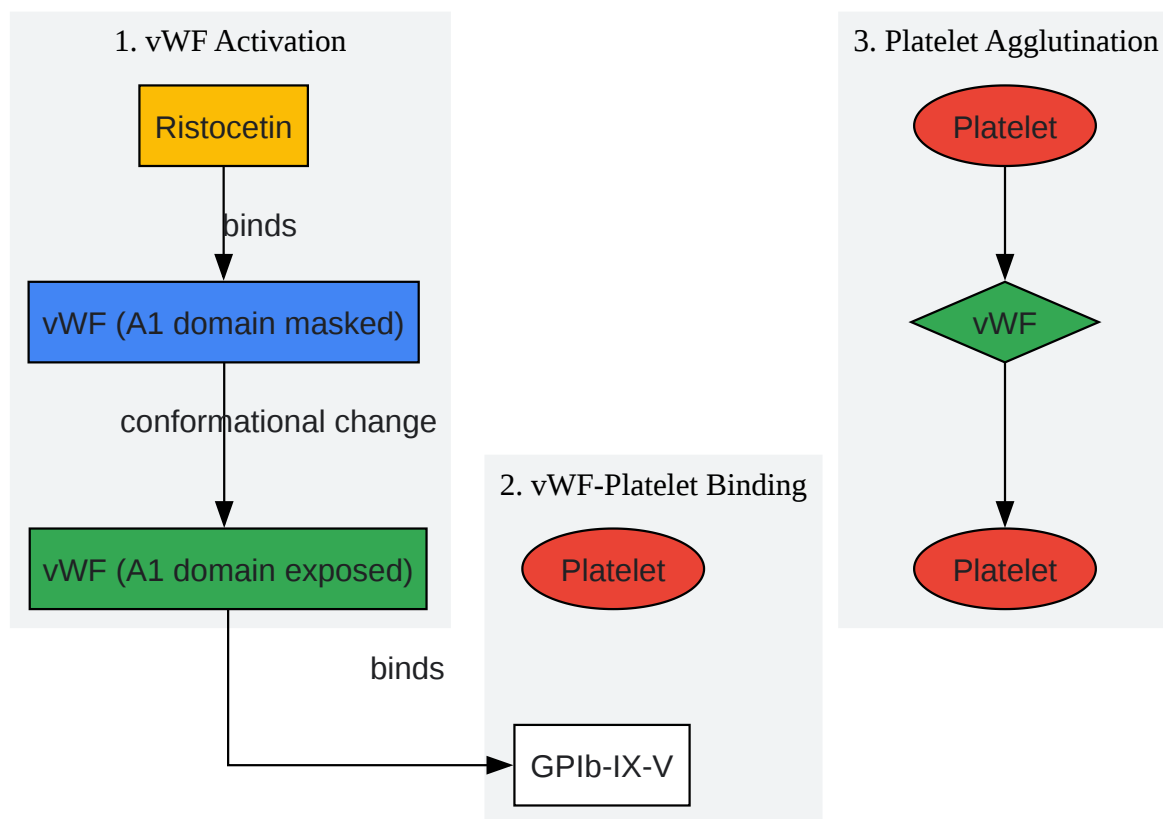 1. vWF Activation
Ristocetin
binds
vWF (A1 domain masked)
conformational change
vWF (A1 domain exposed)
binds
2. vWF-Platelet Binding
Platelet
GPIb-IX-V
3. Platelet Agglutination
Platelet
vWF
Platelet